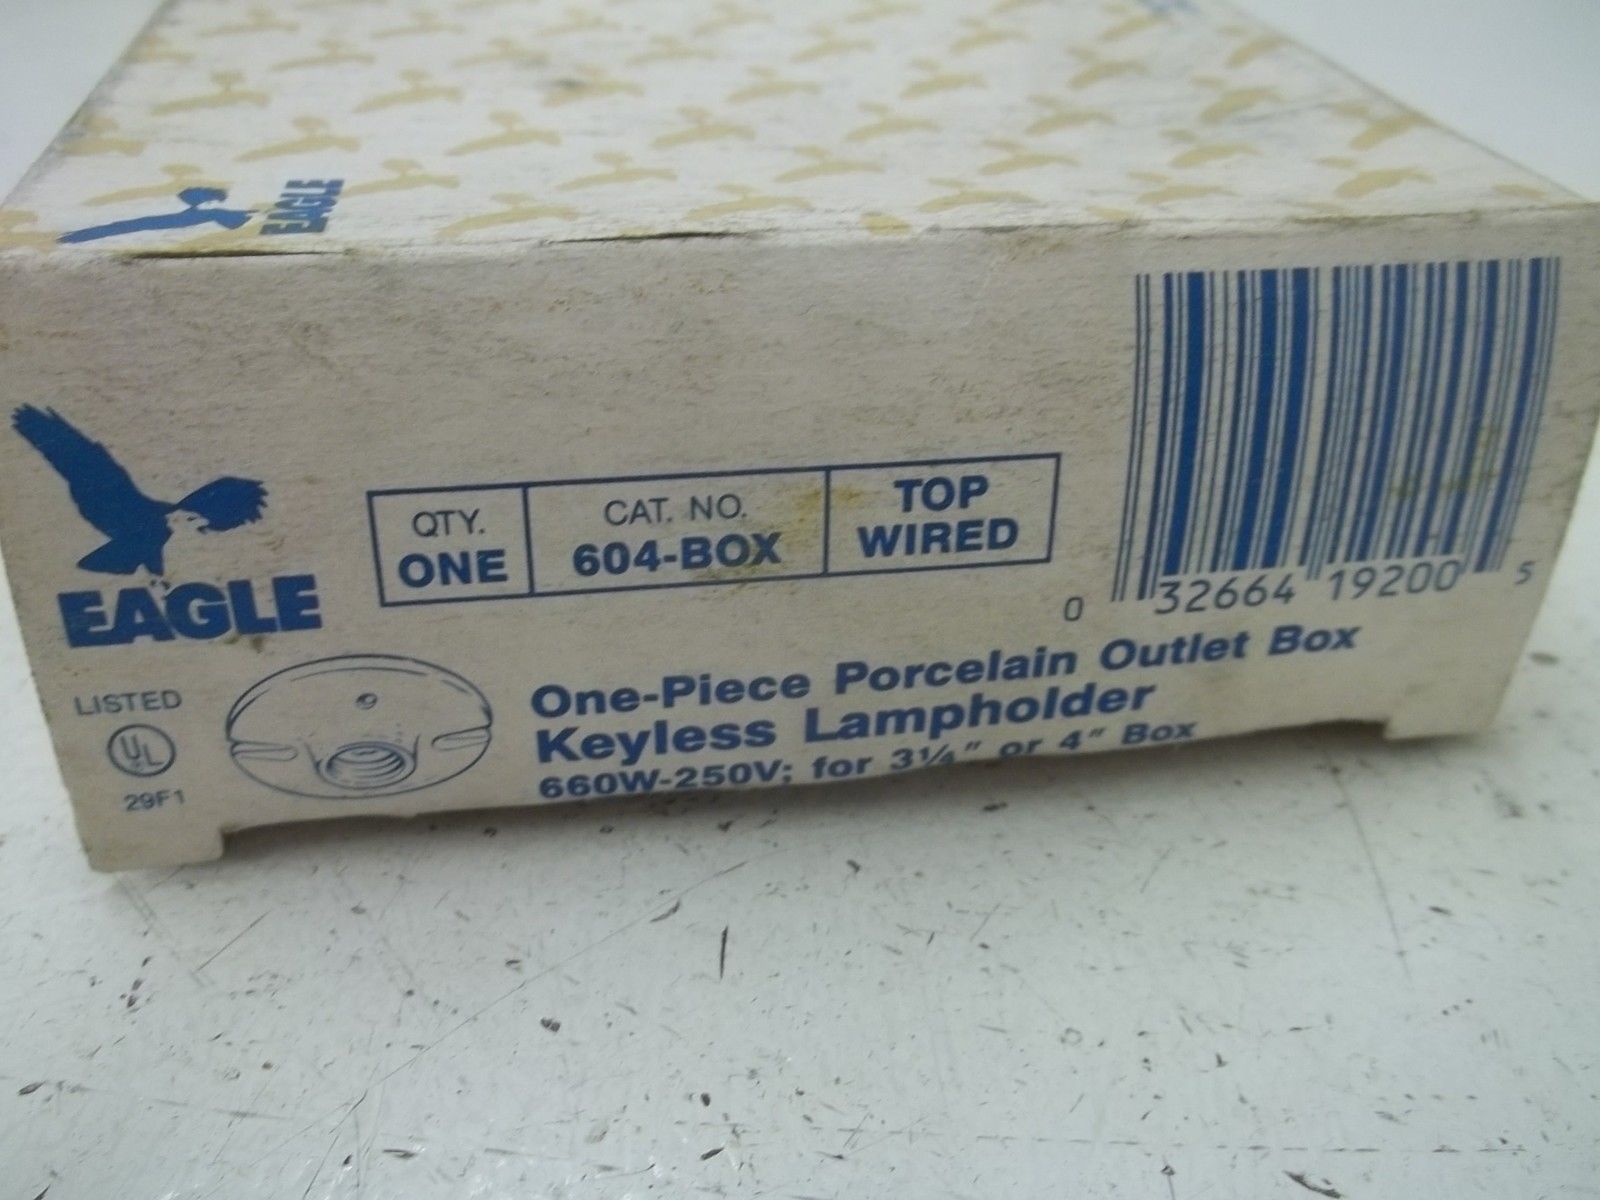 EAGLE
EAGLE
QTY.
ONE
CAT. NO.
604-BOX
TOP
WIRED
0 32664 19200 5
LISTED
UL
29F1
One-Piece Porcelain Outlet Box
Keyless Lampholder
660W-250V; for 3¼" or 4" Box